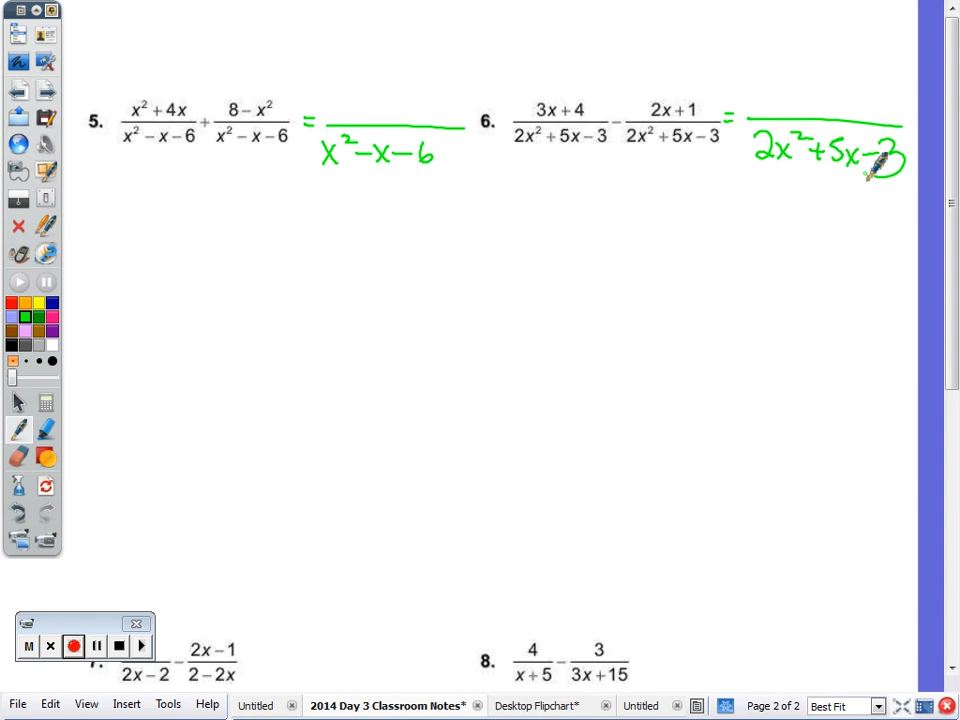 5. x² + 4x / x² − x − 6 + 8 − x² / x² − x − 6 = / x² − x − 6
6. 3x + 4 / 2x² + 5x − 3 − 2x + 1 / 2x² + 5x − 3 = / 2x² + 5x − 3
M
2x − 2 − 2x − 1 / 2 − 2x
8. 4 / x + 5 − 3 / 3x + 15
File Edit View Insert Tools Help Untitled 2014 Day 3 Classroom Notes* Desktop Flipchart* Untitled Page 2 of 2 Best Fit